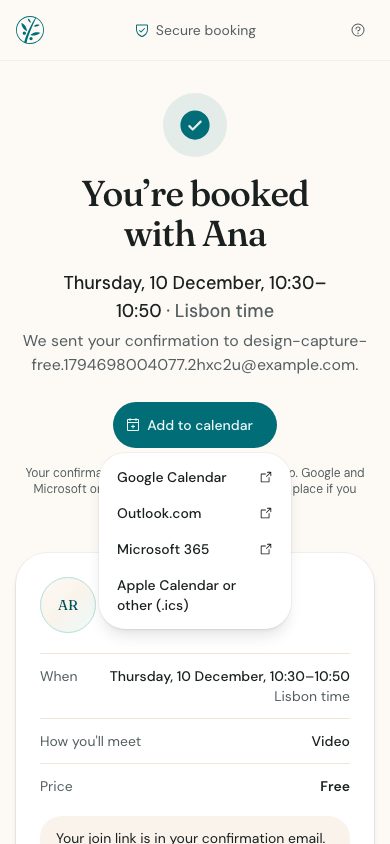 Secure booking
You’re booked
with Ana
Thursday, 10 December, 10:30–
10:50 · Lisbon time
We sent your confirmation to design-capture-
free.1794698004077.2hxc2u@example.com.
Add to calendar
Your confirma
. Google and
Microsoft or
place if you
Google Calendar
Outlook.com
Microsoft 365
Apple Calendar or
other (.ics)
AR
When
Thursday, 10 December, 10:30–10:50
Lisbon time
How you'll meet
Video
Price
Free
Your join link is in your confirmation email.